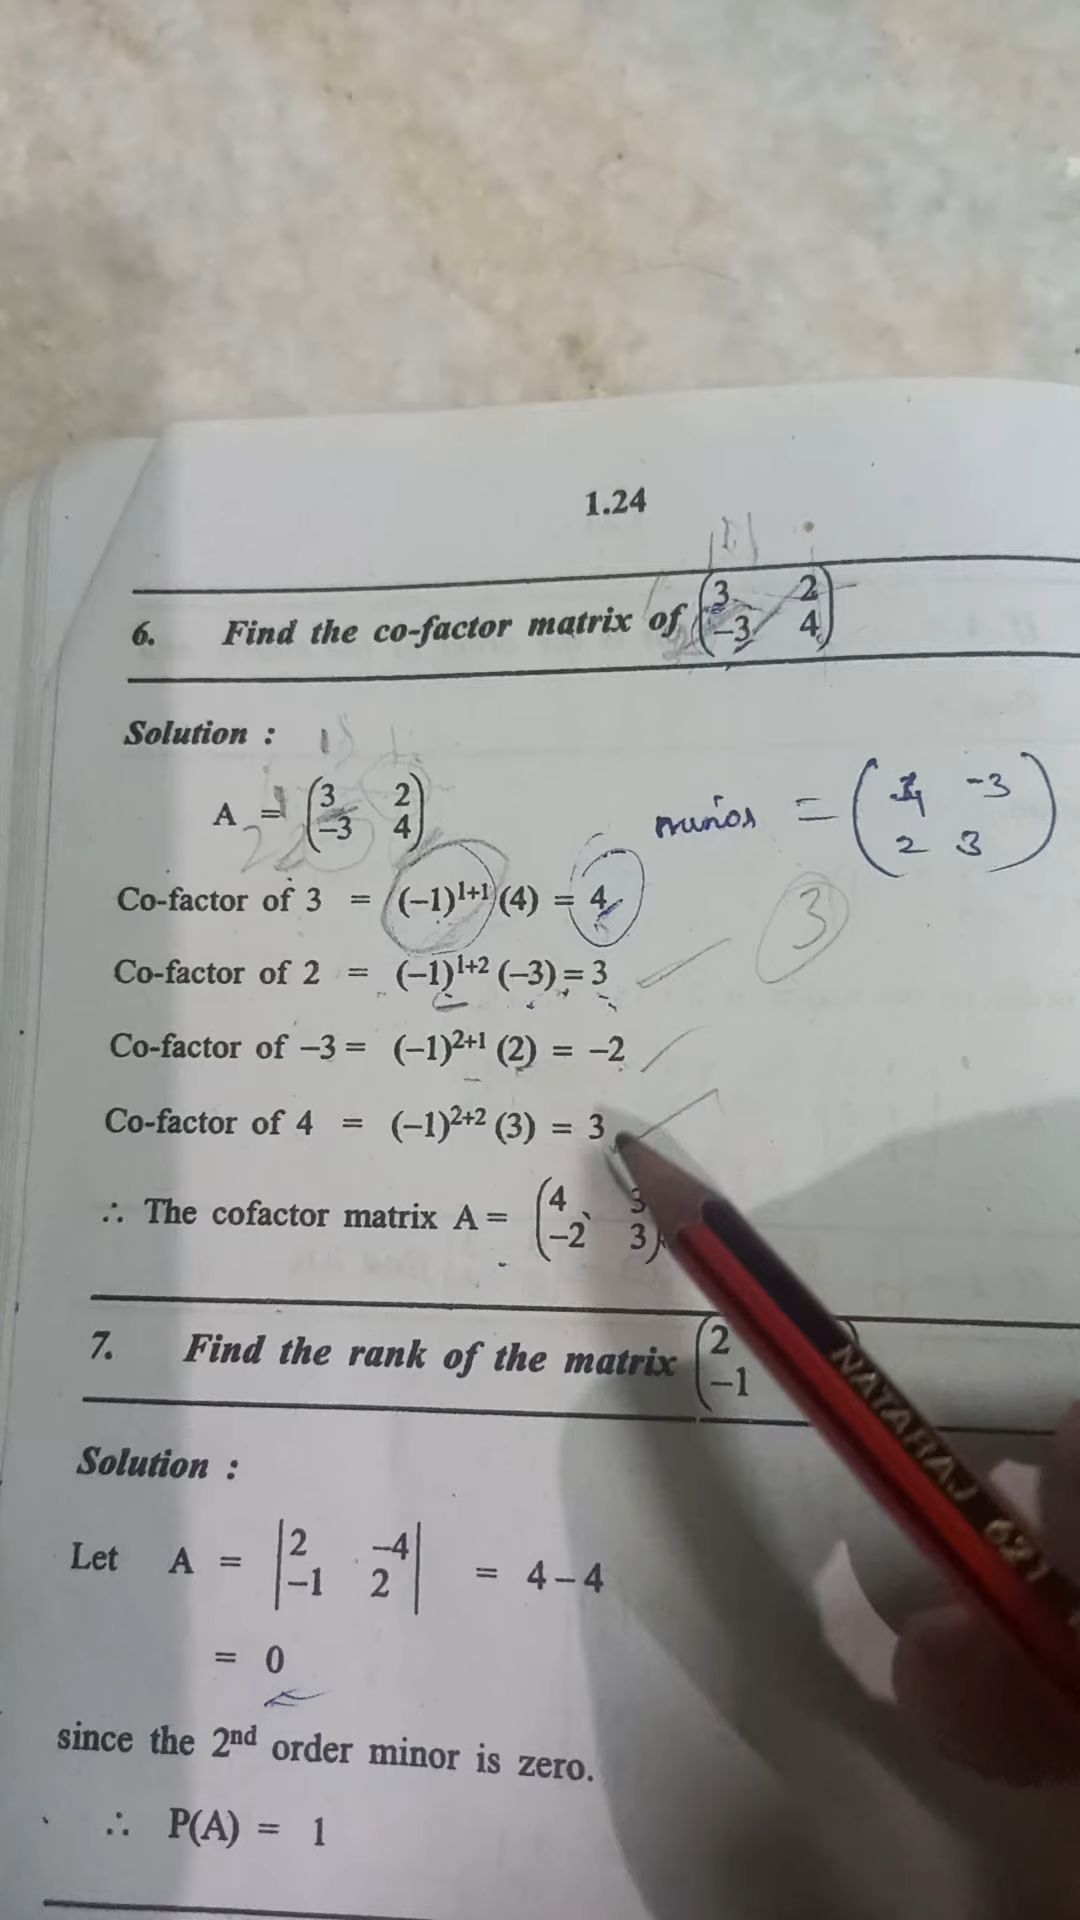 1.24
6. Find the co-factor matrix of (3 2
-3 4)
Solution :
A = (3 2
-3 4)
minors = (4 -3
2 3)
Co-factor of 3 = (-1)¹⁺¹ (4) = 4
3
Co-factor of 2 = (-1)¹⁺² (-3) = 3
Co-factor of -3 = (-1)²⁺¹ (2) = -2
Co-factor of 4 = (-1)²⁺² (3) = 3
∴ The cofactor matrix A = (4 3
-2 3)
7. Find the rank of the matrix (2
-1
Solution :
Let A = |2 -4
-1 2| = 4 - 4
= 0
since the 2nd order minor is zero.
∴ P(A) = 1
NATARAJ 621